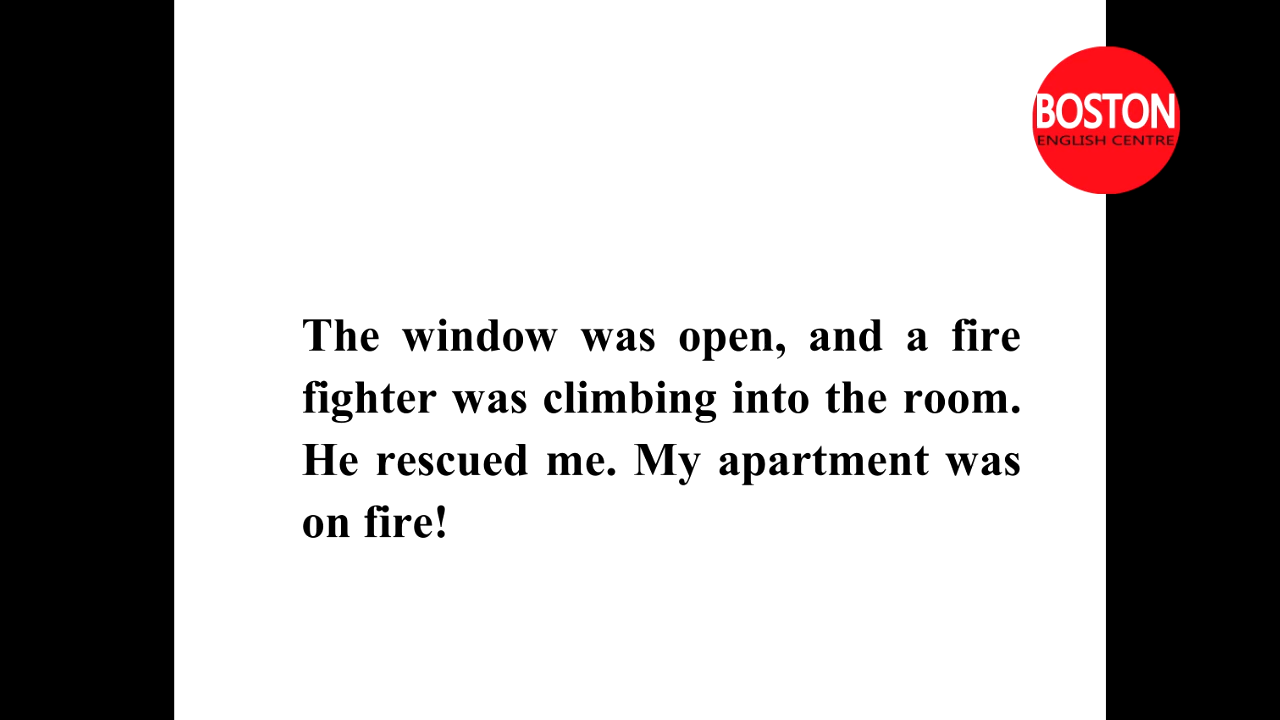 BOSTON
ENGLISH CENTRE
The window was open, and a fire
fighter was climbing into the room.
He rescued me. My apartment was
on fire!